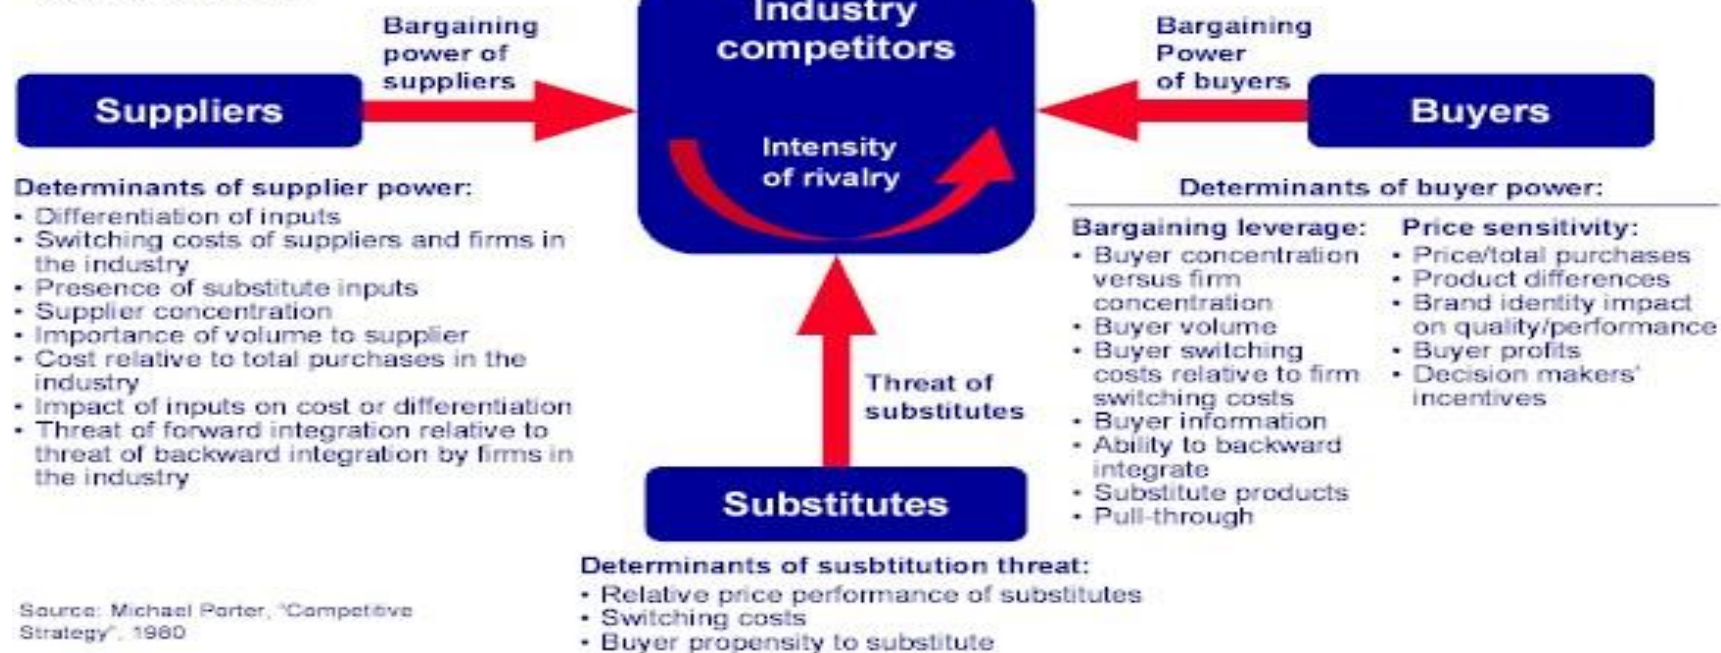 Industry
competitors
Intensity
of rivalry
Bargaining
power of
suppliers
Suppliers
Bargaining
Power
of buyers
Buyers
Determinants of supplier power:
• Differentiation of inputs
• Switching costs of suppliers and firms in
the industry
• Presence of substitute inputs
• Supplier concentration
• Importance of volume to supplier
• Cost relative to total purchases in the
industry
• Impact of inputs on cost or differentiation
• Threat of forward integration relative to
threat of backward integration by firms in
the industry
Determinants of buyer power:
Bargaining leverage:
• Buyer concentration
versus firm
concentration
• Buyer volume
• Buyer switching
costs relative to firm
switching costs
• Buyer information
• Ability to backward
integrate
• Substitute products
• Pull-through
Price sensitivity:
• Price/total purchases
• Product differences
• Brand identity impact
on quality/performance
• Buyer profits
• Decision makers'
incentives
Threat of
substitutes
Substitutes
Determinants of susbtitution threat:
• Relative price performance of substitutes
• Switching costs
• Buyer propensity to substitute
Source: Michael Porter, "Competitive
Strategy", 1980